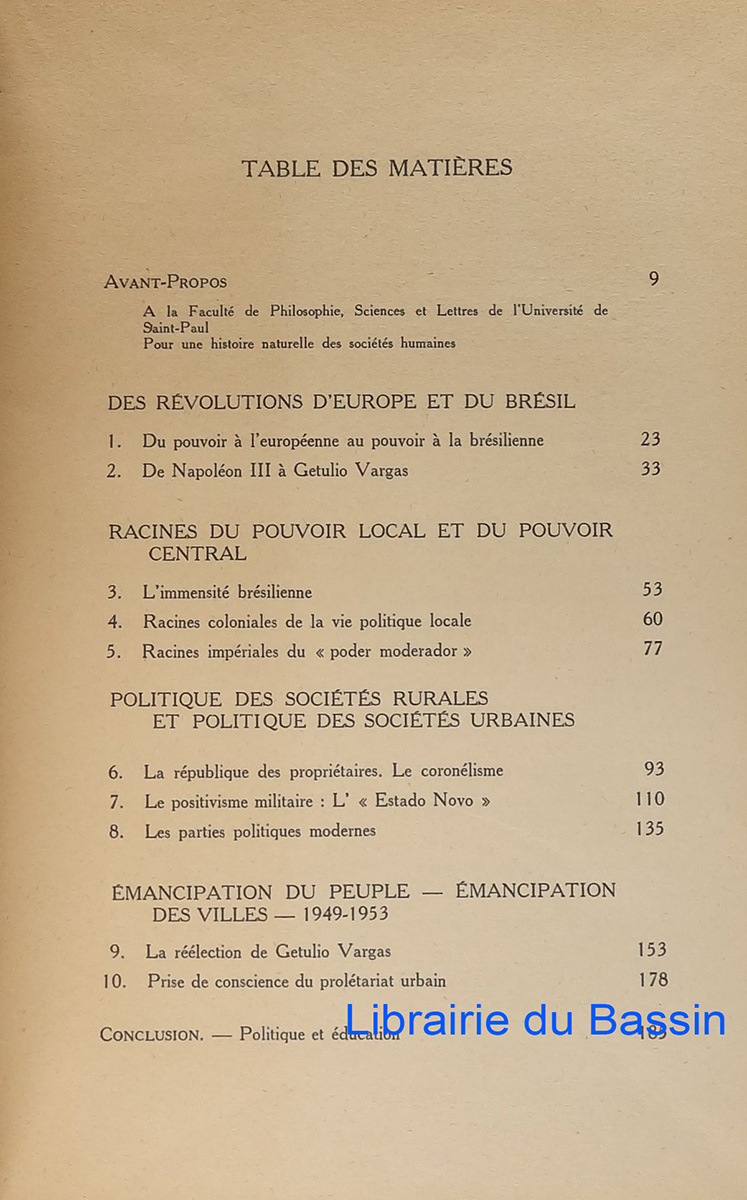 TABLE DES MATIÈRES
AVANT-PROPOS 9
A la Faculté de Philosophie, Sciences et Lettres de l'Université de
Saint-Paul
Pour une histoire naturelle des sociétés humaines
DES RÉVOLUTIONS D'EUROPE ET DU BRÉSIL
1. Du pouvoir à l'européenne au pouvoir à la brésilienne 23
2. De Napoléon III à Getulio Vargas 33
RACINES DU POUVOIR LOCAL ET DU POUVOIR
CENTRAL
3. L'immensité brésilienne 53
4. Racines coloniales de la vie politique locale 60
5. Racines impériales du « poder moderador » 77
POLITIQUE DES SOCIÉTÉS RURALES
ET POLITIQUE DES SOCIÉTÉS URBAINES
6. La république des propriétaires. Le coronélisme 93
7. Le positivisme militaire : L' « Estado Novo » 110
8. Les parties politiques modernes 135
ÉMANCIPATION DU PEUPLE — ÉMANCIPATION
DES VILLES — 1949-1953
9. La réélection de Getulio Vargas 153
10. Prise de conscience du prolétariat urbain 178
Librairie du Bassin
CONCLUSION. — Politique et éducation 185